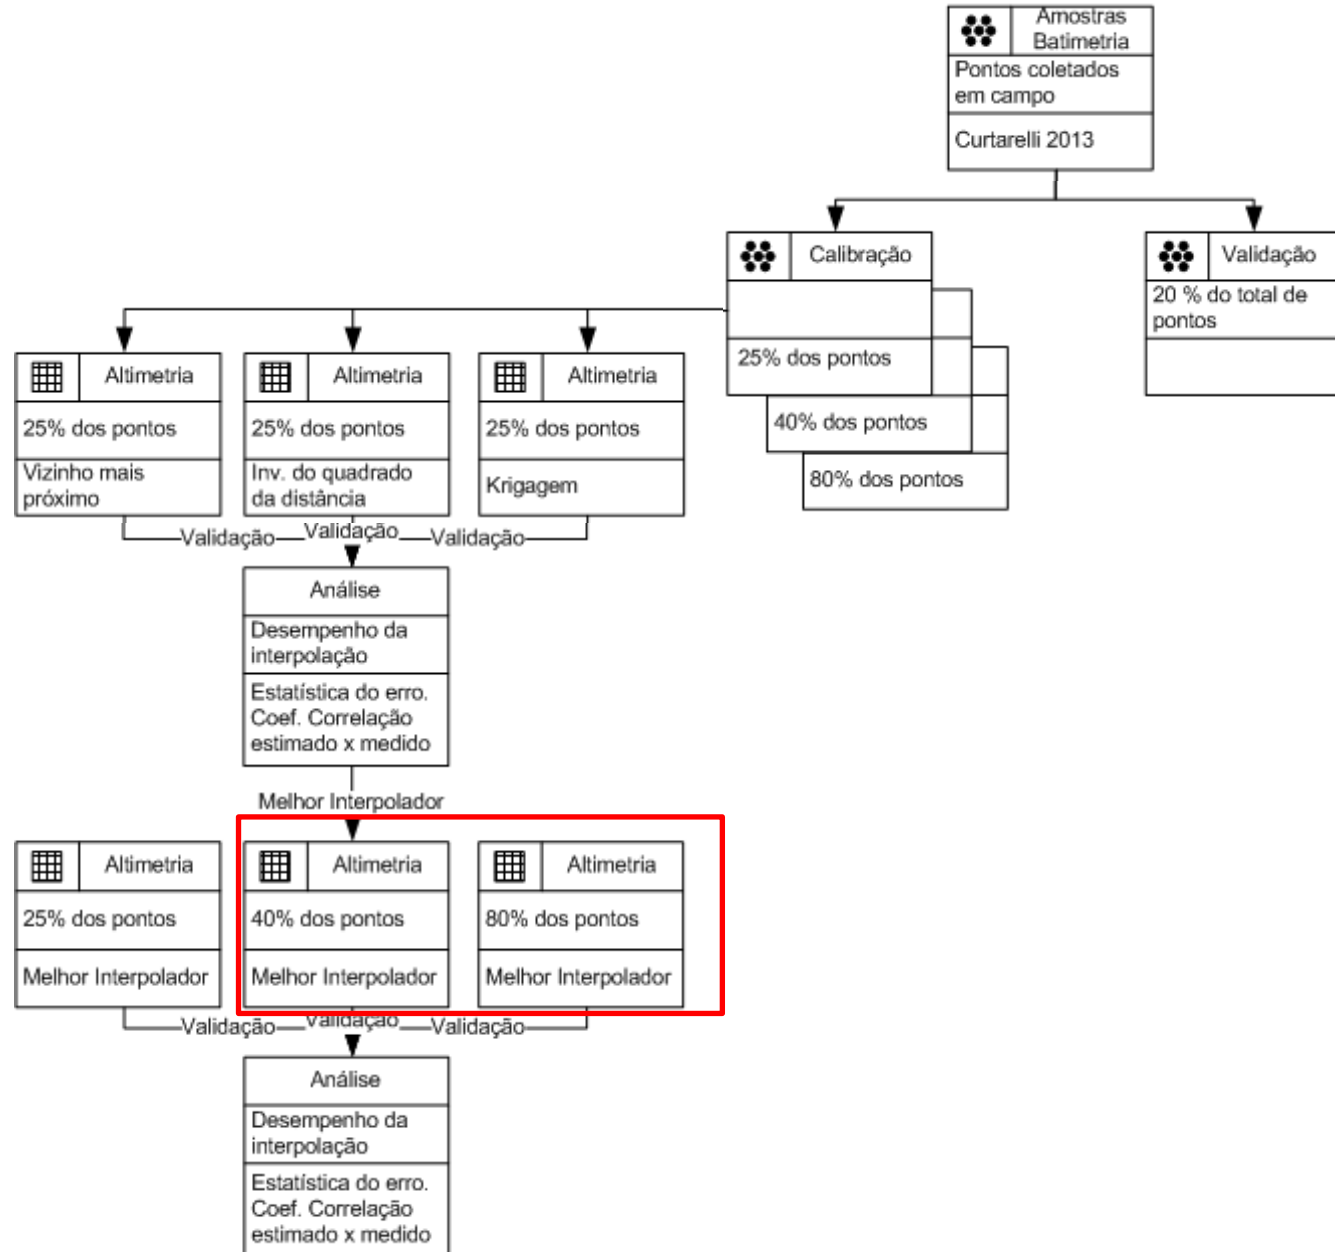 Amostras
Batimetria
Pontos coletados
em campo
Curtarelli 2013
Calibração
25% dos pontos
40% dos pontos
80% dos pontos
Validação
20 % do total de
pontos
Altimetria
25% dos pontos
Vizinho mais
próximo
Altimetria
25% dos pontos
Inv. do quadrado
da distância
Altimetria
25% dos pontos
Krigagem
Validação
Validação
Validação
Análise
Desempenho da
interpolação
Estatística do erro.
Coef. Correlação
estimado x medido
Melhor Interpolador
Altimetria
25% dos pontos
Melhor Interpolador
Altimetria
40% dos pontos
Melhor Interpolador
Altimetria
80% dos pontos
Melhor Interpolador
Validação
Validação
Validação
Análise
Desempenho da
interpolação
Estatística do erro.
Coef. Correlação
estimado x medido